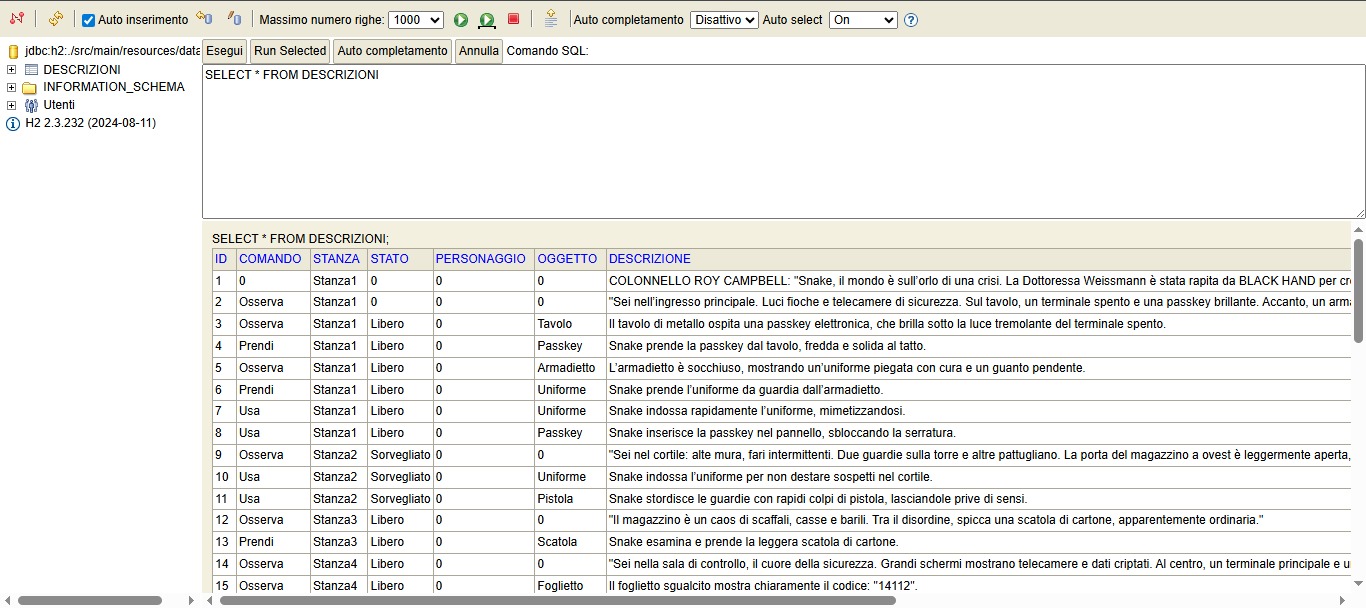 Auto inserimento Massimo numero righe: 1000 Auto completamento Disattivo Auto select On
jdbc:h2:./src/main/resources/data
DESCRIZIONI
INFORMATION_SCHEMA
Utenti
H2 2.3.232 (2024-08-11)
Esegui Run Selected Auto completamento Annulla Comando SQL:
SELECT * FROM DESCRIZIONI
SELECT * FROM DESCRIZIONI;
ID COMANDO STANZA STATO PERSONAGGIO OGGETTO DESCRIZIONE
1 0 Stanza1 0 0 0 COLONNELLO ROY CAMPBELL: "Snake, il mondo è sull’orlo di una crisi. La Dottoressa Weissmann è stata rapita da BLACK HAND per cr
2 Osserva Stanza1 0 0 0 "Sei nell’ingresso principale. Luci fioche e telecamere di sicurezza. Sul tavolo, un terminale spento e una passkey brillante. Accanto, un arm
3 Osserva Stanza1 Libero 0 Tavolo Il tavolo di metallo ospita una passkey elettronica, che brilla sotto la luce tremolante del terminale spento.
4 Prendi Stanza1 Libero 0 Passkey Snake prende la passkey dal tavolo, fredda e solida al tatto.
5 Osserva Stanza1 Libero 0 Armadietto L’armadietto è socchiuso, mostrando un’uniforme piegata con cura e un guanto pendente.
6 Prendi Stanza1 Libero 0 Uniforme Snake prende l’uniforme da guardia dall’armadietto.
7 Usa Stanza1 Libero 0 Uniforme Snake indossa rapidamente l’uniforme, mimetizzandosi.
8 Usa Stanza1 Libero 0 Passkey Snake inserisce la passkey nel pannello, sbloccando la serratura.
9 Osserva Stanza2 Sorvegliato 0 0 "Sei nel cortile: alte mura, fari intermittenti. Due guardie sulla torre e altre pattugliano. La porta del magazzino a ovest è leggermente aperta,
10 Usa Stanza2 Sorvegliato 0 Uniforme Snake indossa l’uniforme per non destare sospetti nel cortile.
11 Usa Stanza2 Sorvegliato 0 Pistola Snake stordisce le guardie con rapidi colpi di pistola, lasciandole prive di sensi.
12 Osserva Stanza3 Libero 0 0 "Il magazzino è un caos di scaffali, casse e barili. Tra il disordine, spicca una scatola di cartone, apparentemente ordinaria."
13 Prendi Stanza3 Libero 0 Scatola Snake esamina e prende la leggera scatola di cartone.
14 Osserva Stanza4 Libero 0 0 "Sei nella sala di controllo, il cuore della sicurezza. Grandi schermi mostrano telecamere e dati criptati. Al centro, un terminale principale e u
15 Osserva Stanza4 Libero 0 Foglietto Il foglietto sgualcito mostra chiaramente il codice: "14112".